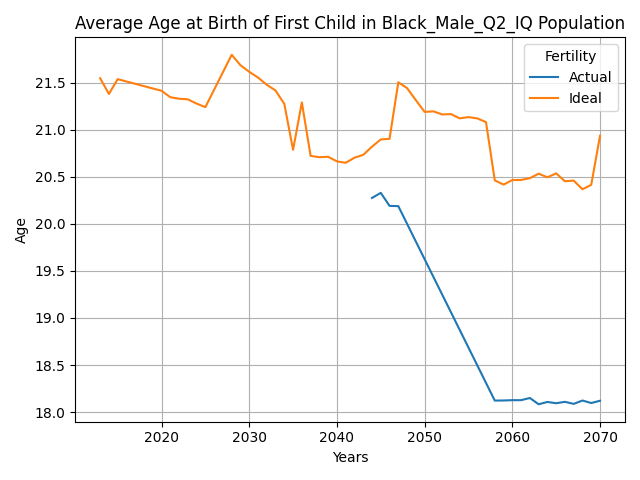 Average Age at Birth of First Child in Black_Male_Q2_IQ Population
Fertility
Actual
Ideal
21.5
21.0
20.5
20.0
19.5
19.0
18.5
18.0
Age
2020
2030
2040
2050
2060
2070
Years